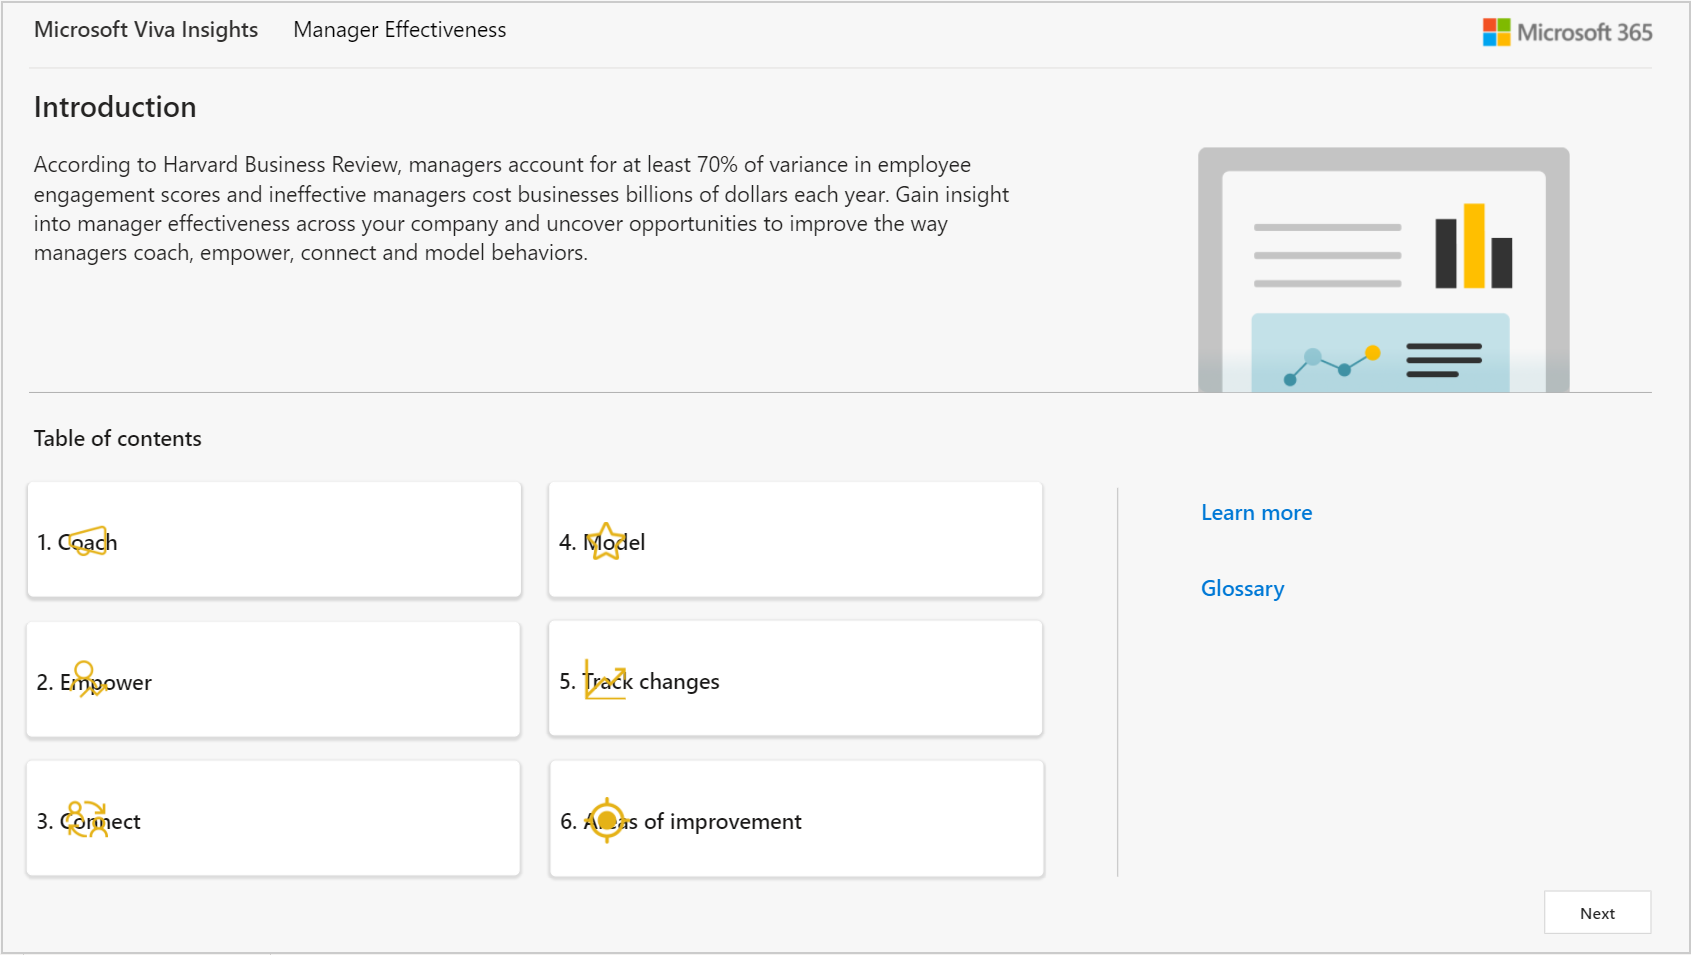 Microsoft Viva Insights
Manager Effectiveness
Microsoft 365
Introduction
According to Harvard Business Review, managers account for at least 70% of variance in employee
engagement scores and ineffective managers cost businesses billions of dollars each year. Gain insight
into manager effectiveness across your company and uncover opportunities to improve the way
managers coach, empower, connect and model behaviors.
Table of contents
1. Coach
2. Empower
3. Connect
4. Model
5. Track changes
6. Areas of improvement
Learn more
Glossary
Next